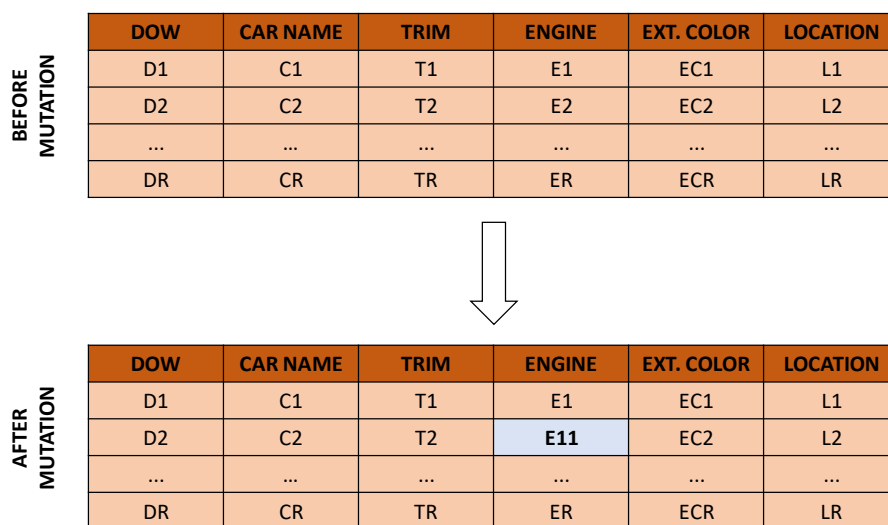 BEFORE
MUTATION
DOW CAR NAME TRIM ENGINE EXT. COLOR LOCATION
D1 C1 T1 E1 EC1 L1
D2 C2 T2 E2 EC2 L2
... ... ... ... ... ...
DR CR TR ER ECR LR
AFTER
MUTATION
DOW CAR NAME TRIM ENGINE EXT. COLOR LOCATION
D1 C1 T1 E1 EC1 L1
D2 C2 T2 E11 EC2 L2
... ... ... ... ... ...
DR CR TR ER ECR LR